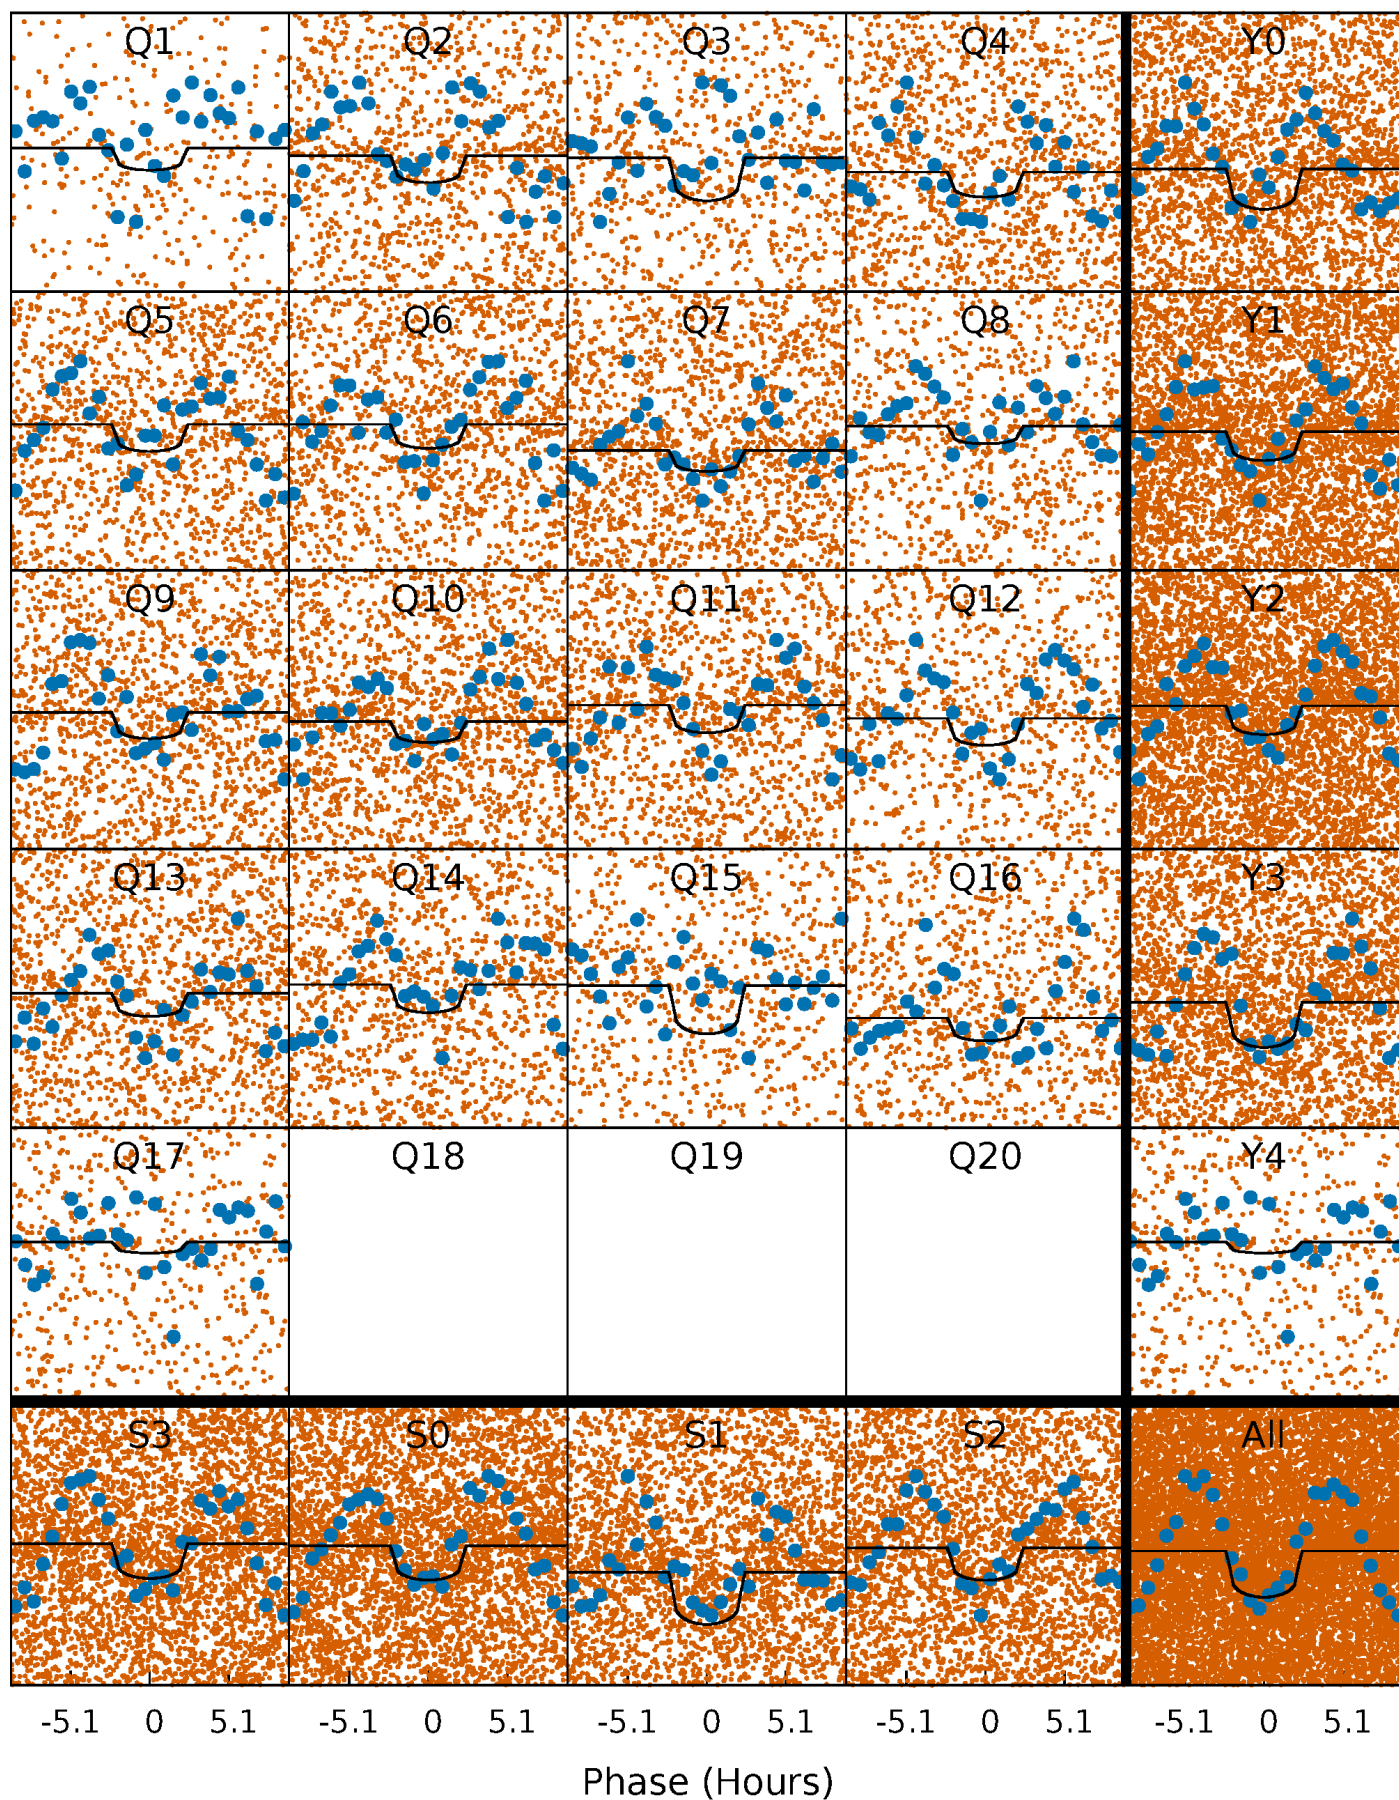 Q1 Q2 Q3 Q4 Y0
Q5 Q6 Q7 Q8 Y1
Q9 Q10 Q11 Q12 Y2
Q13 Q14 Q15 Q16 Y3
Q17 Q18 Q19 Q20 Y4
S3 S0 S1 S2 All
-5.1 0 5.1 -5.1 0 5.1 -5.1 0 5.1 -5.1 0 5.1 -5.1 0 5.1
Phase (Hours)